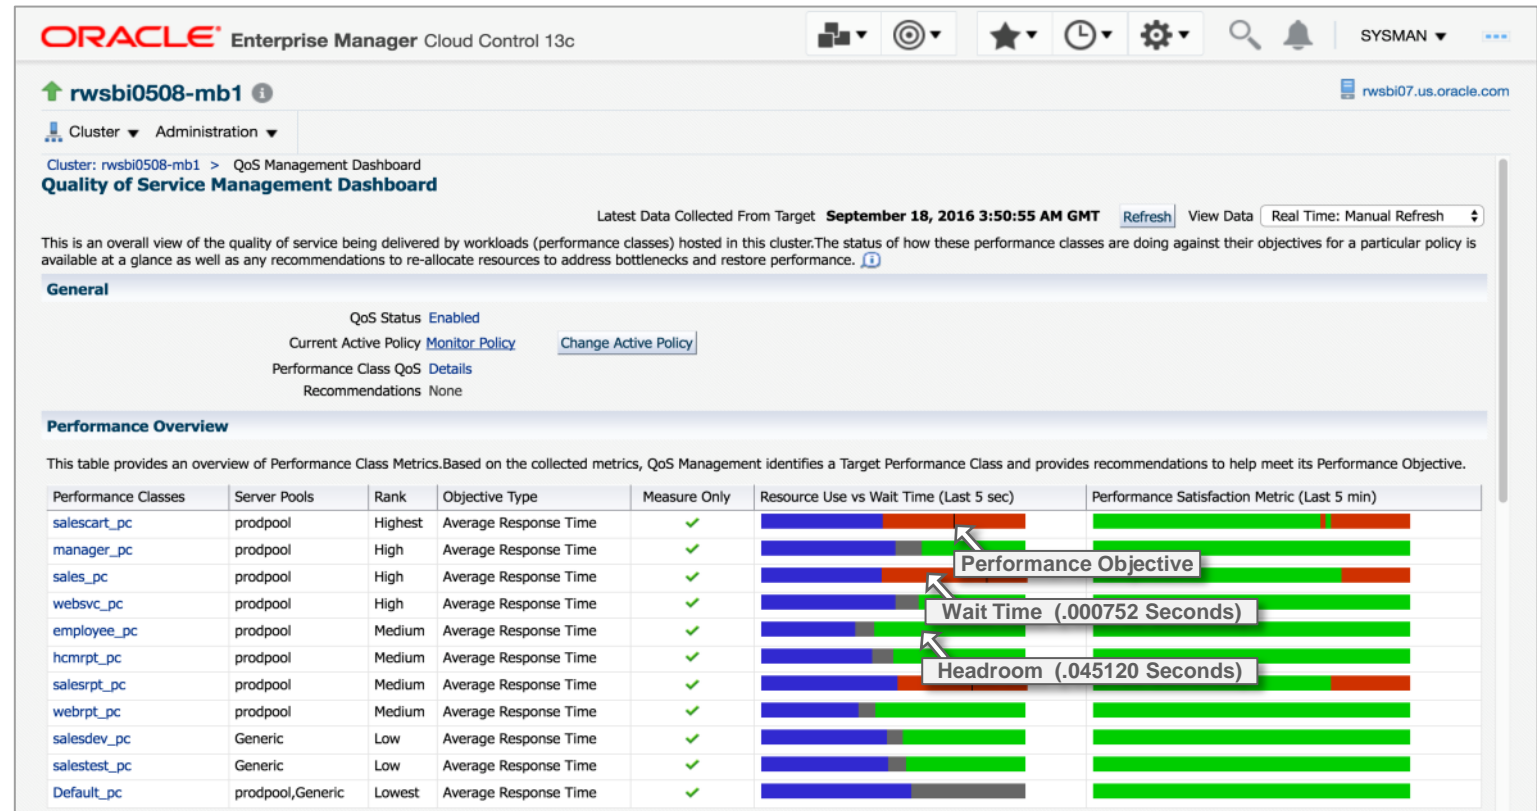 ORACLE® Enterprise Manager Cloud Control 13c SYSMAN
rwsbi0508-mb1 rwsbi07.us.oracle.com
Cluster Administration
Cluster: rwsbi0508-mb1 > QoS Management Dashboard
Quality of Service Management Dashboard
Latest Data Collected From Target September 18, 2016 3:50:55 AM GMT Refresh View Data Real Time: Manual Refresh
This is an overall view of the quality of service being delivered by workloads (performance classes) hosted in this cluster.The status of how these performance classes are doing against their objectives for a particular policy is
available at a glance as well as any recommendations to re-allocate resources to address bottlenecks and restore performance.
General
QoS Status Enabled
Current Active Policy Monitor Policy Change Active Policy
Performance Class QoS Details
Recommendations None
Performance Overview
This table provides an overview of Performance Class Metrics.Based on the collected metrics, QoS Management identifies a Target Performance Class and provides recommendations to help meet its Performance Objective.
Performance Classes Server Pools Rank Objective Type Measure Only Resource Use vs Wait Time (Last 5 sec) Performance Satisfaction Metric (Last 5 min)
salescart_pc prodpool Highest Average Response Time
manager_pc prodpool High Average Response Time
Performance Objective
sales_pc prodpool High Average Response Time
websvc_pc prodpool High Average Response Time
Wait Time (.000752 Seconds)
employee_pc prodpool Medium Average Response Time
hcmrpt_pc prodpool Medium Average Response Time
Headroom (.045120 Seconds)
salesrpt_pc prodpool Medium Average Response Time
webrpt_pc prodpool Medium Average Response Time
salesdev_pc Generic Low Average Response Time
salestest_pc Generic Low Average Response Time
Default_pc prodpool,Generic Lowest Average Response Time